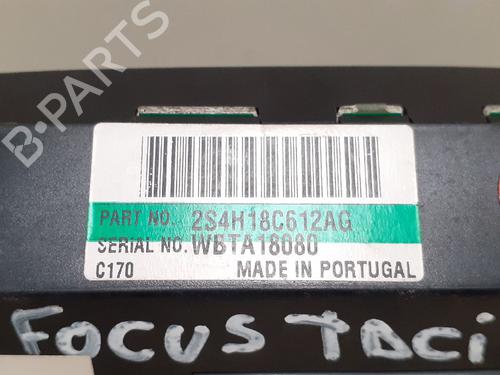 B-PARTS
PART NO. 2S4H18C612AG
SERIAL NO. WBTA18080
C170 MADE IN PORTUGAL
FOCUS TDCi